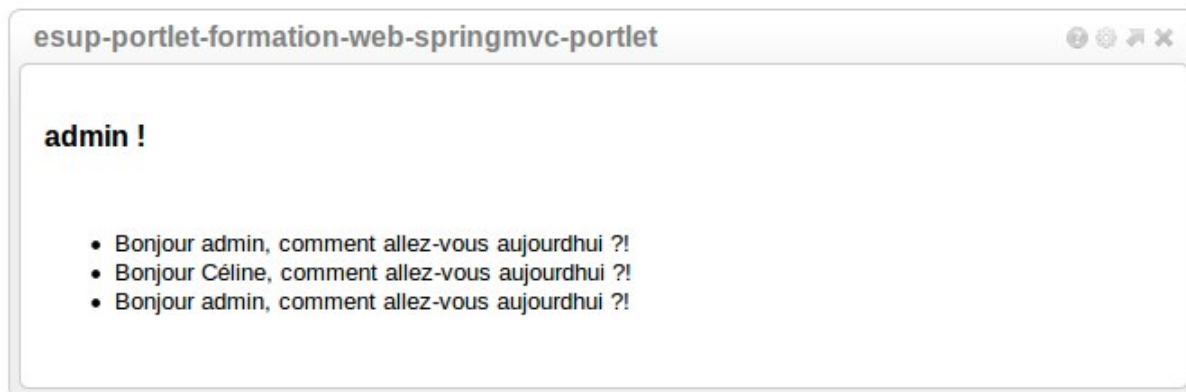 esup-portlet-formation-web-springmvc-portlet
admin !
Bonjour admin, comment allez-vous aujourdhui ?!
Bonjour Céline, comment allez-vous aujourdhui ?!
Bonjour admin, comment allez-vous aujourdhui ?!